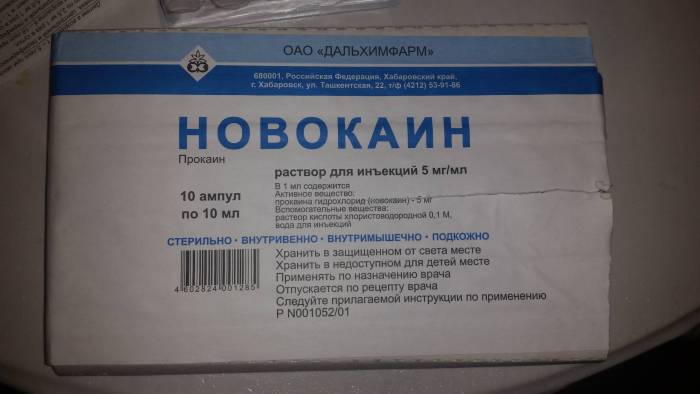 ОАО «ДАЛЬХИМФАРМ»
680001, Российская Федерация, Хабаровский край,
г. Хабаровск, ул. Ташкентская, 22, т/ф (4212) 53-91-86
НОВОКАИН
Прокаин
раствор для инъекций 5 мг/мл
10 ампул
по 10 мл
В 1 мл содержится
Активное вещество:
прокаина гидрохлорид (новокаин) - 5 мг
Вспомогательные вещества:
раствор кислоты хлористоводородной 0,1 М,
вода для инъекций
СТЕРИЛЬНО · ВНУТРИВЕННО · ВНУТРИМЫШЕЧНО · ПОДКОЖНО
Хранить в защищенном от света месте
Хранить в недоступном для детей месте
Применять по назначению врача
Отпускается по рецепту врача
Следуйте прилагаемой инструкции по применению
Р N001052/01
4 602824 001285